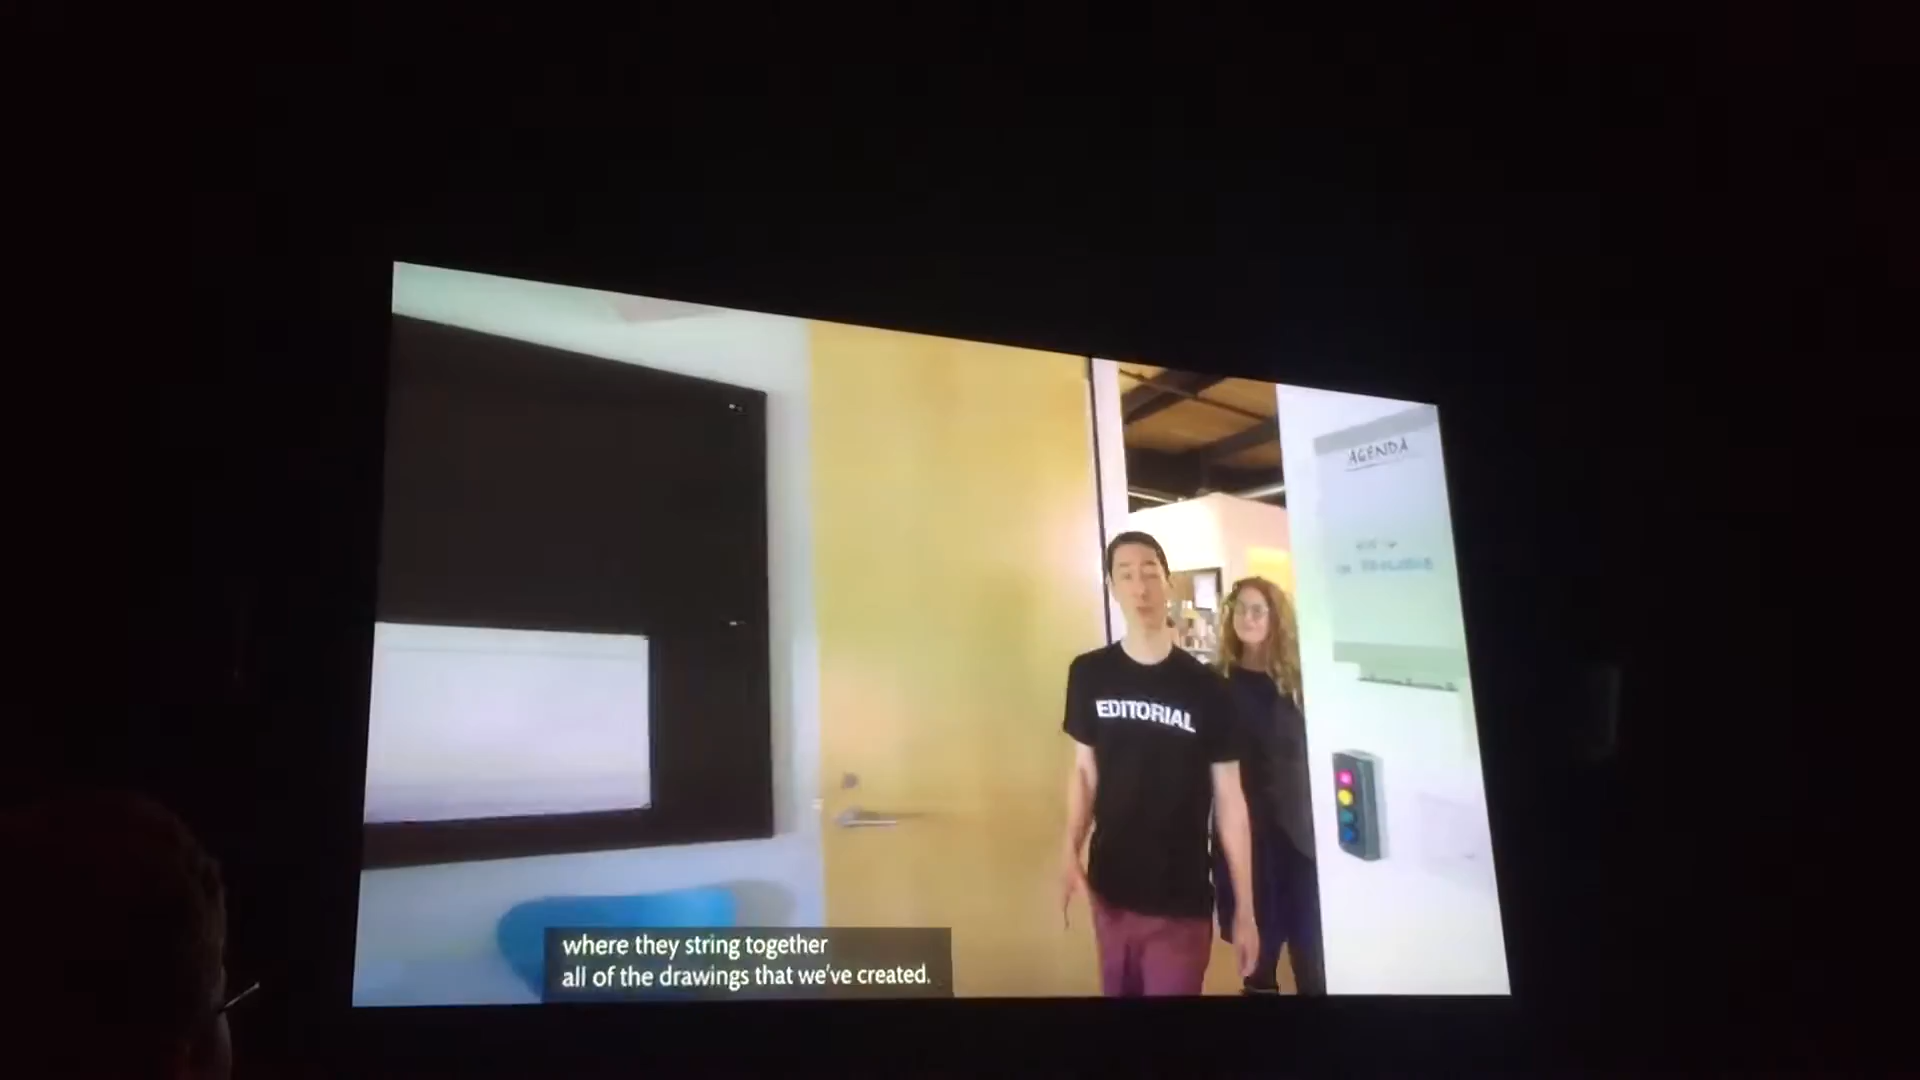 AGENDA
EDITORIAL
where they string together
all of the drawings that we've created.